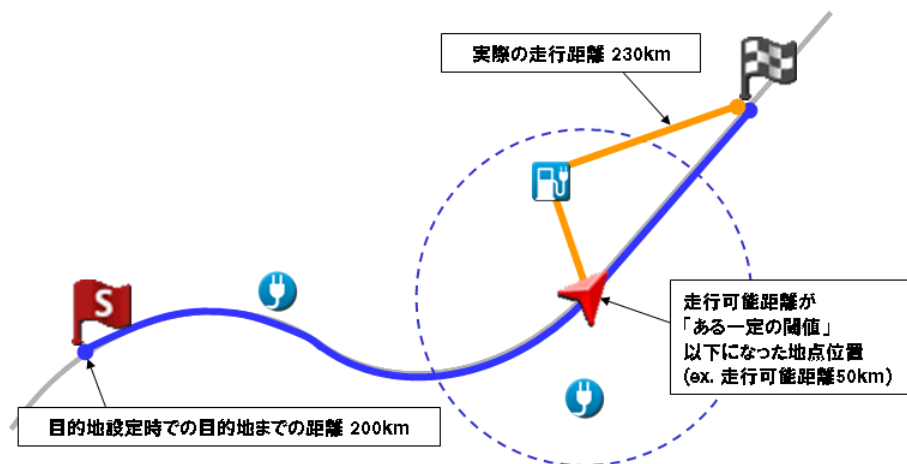 実際の走行距離 230km
S
走行可能距離が
「ある一定の閾値」
以下になった地点位置
(ex. 走行可能距離50km)
目的地設定時での目的地までの距離 200km